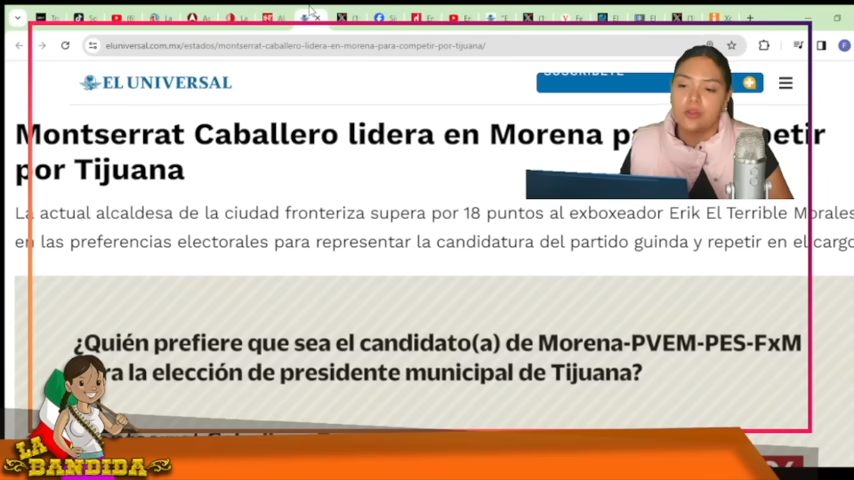 eluniversal.com.mx/estados/montserrat-caballero-lidera-en-morena-para-competir-por-tijuana/
EL UNIVERSAL
SUSCRÍBETE
Montserrat Caballero lidera en Morena
por Tijuana
La actual alcaldesa de la ciudad fronteriza supera por 18 puntos al exboxeador Erik El Terrible Morales
en las preferencias electorales para representar la candidatura del partido guinda y repetir en el cargo
¿Quién prefiere que sea el candidato(a) de Morena-PVEM-PES-FxM
la elección de presidente municipal de Tijuana?
LA
BANDIDA